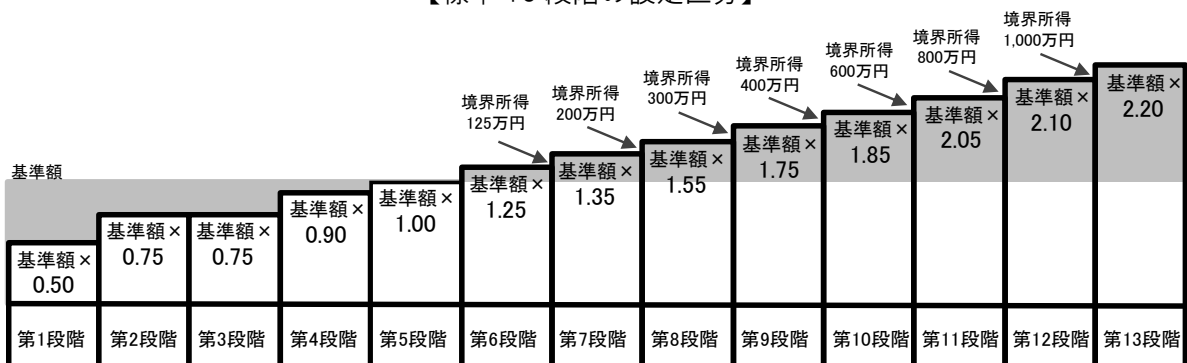 境界所得
125万円
境界所得
200万円
境界所得
300万円
境界所得
400万円
境界所得
600万円
境界所得
800万円
境界所得
1,000万円
基準額
基準額×
0.50
基準額×
0.75
基準額×
0.75
基準額×
0.90
基準額×
1.00
基準額×
1.25
基準額×
1.35
基準額×
1.55
基準額×
1.75
基準額×
1.85
基準額×
2.05
基準額×
2.10
基準額×
2.20
第1段階
第2段階
第3段階
第4段階
第5段階
第6段階
第7段階
第8段階
第9段階
第10段階
第11段階
第12段階
第13段階